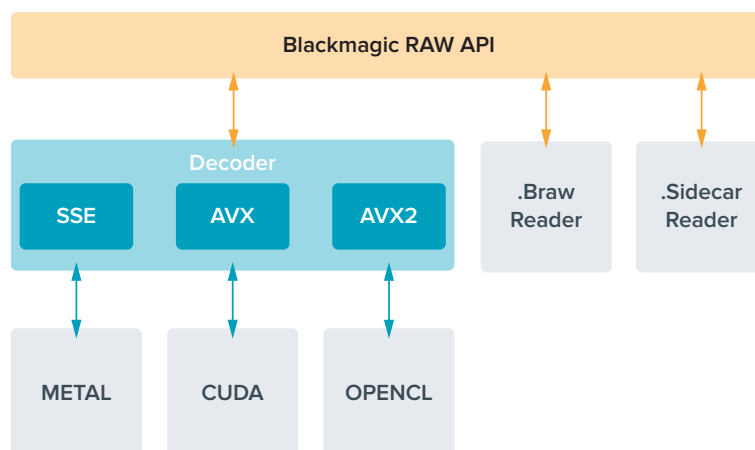 Blackmagic RAW API
Decoder
SSE
AVX
AVX2
.Braw
Reader
.Sidecar
Reader
METAL
CUDA
OPENCL